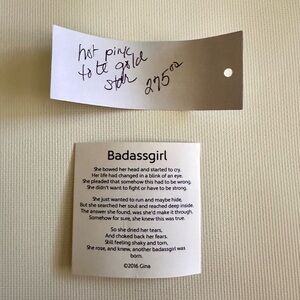 hot pink
tote gold
star 275⁰⁰
Badassgirl
She bowed her head and started to cry.
Her life had changed in a blink of an eye.
She pleaded that somehow this had to be wrong.
She didn't want to fight or have to be strong.
She just wanted to run and maybe hide,
But she searched her soul and reached deep inside.
The answer she found, was she'd make it through,
Somehow for sure, she knew this was true.
So she dried her tears,
And choked back her fears.
Still feeling shaky and torn,
She rose, and knew, another badassgirl was
born.
©2016 Gina